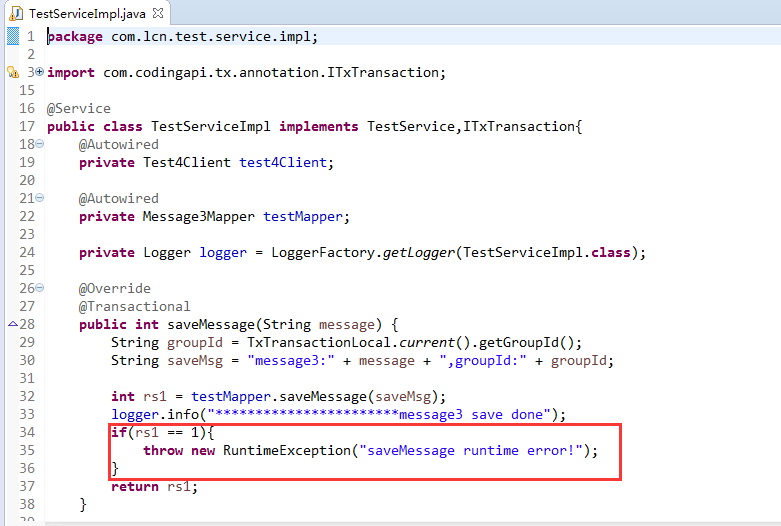 TestServiceImpl.java
1 package com.lcn.test.service.impl;
2
3 import com.codingapi.tx.annotation.ITxTransaction;
15
16 @Service
17 public class TestServiceImpl implements TestService,ITxTransaction{
18 @Autowired
19 private Test4Client test4Client;
20
21 @Autowired
22 private Message3Mapper testMapper;
23
24 private Logger logger = LoggerFactory.getLogger(TestServiceImpl.class);
25
26 @Override
27 @Transactional
28 public int saveMessage(String message) {
29 String groupId = TxTransactionLocal.current().getGroupId();
30 String saveMsg = "message3:" + message + ",groupId:" + groupId;
31
32 int rs1 = testMapper.saveMessage(saveMsg);
33 logger.info("***********************message3 save done");
34 if(rs1 == 1){
35 throw new RuntimeException("saveMessage runtime error!");
36 }
37 return rs1;
38 }